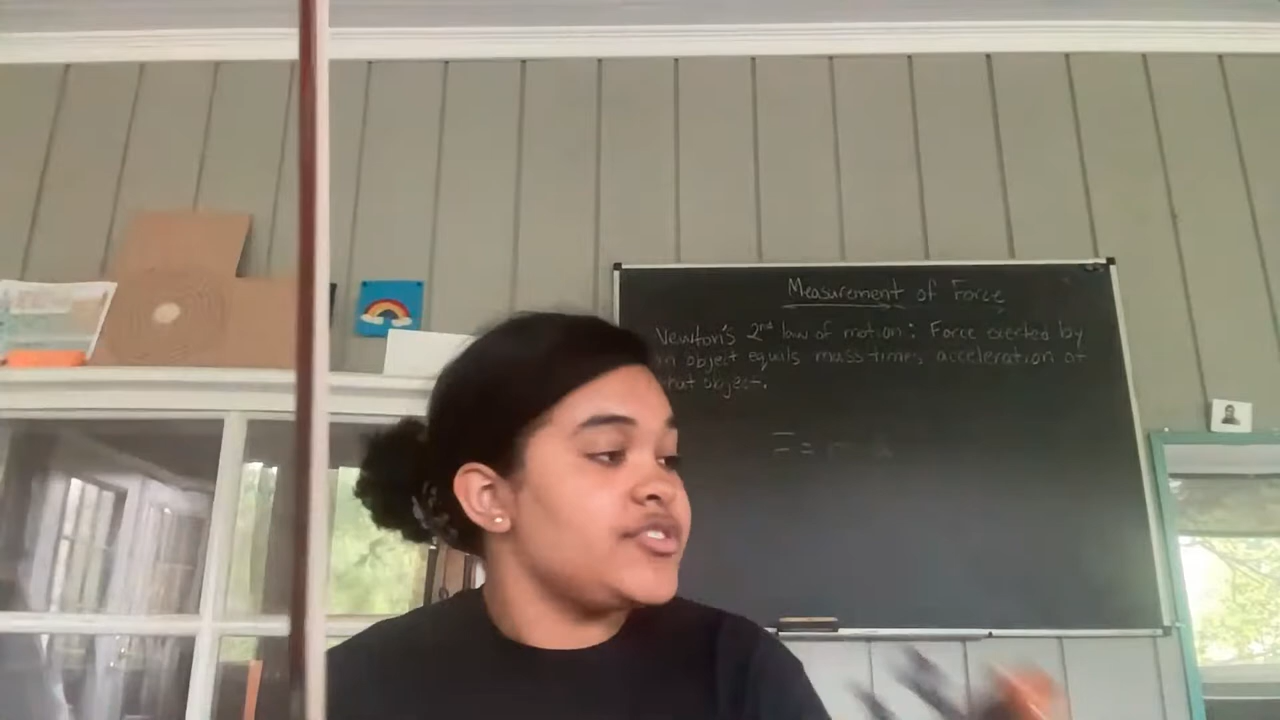 Measurement of Force
Newton's 2nd law of motion: Force exerted by
an object equals mass times acceleration of
that object.
F = m a